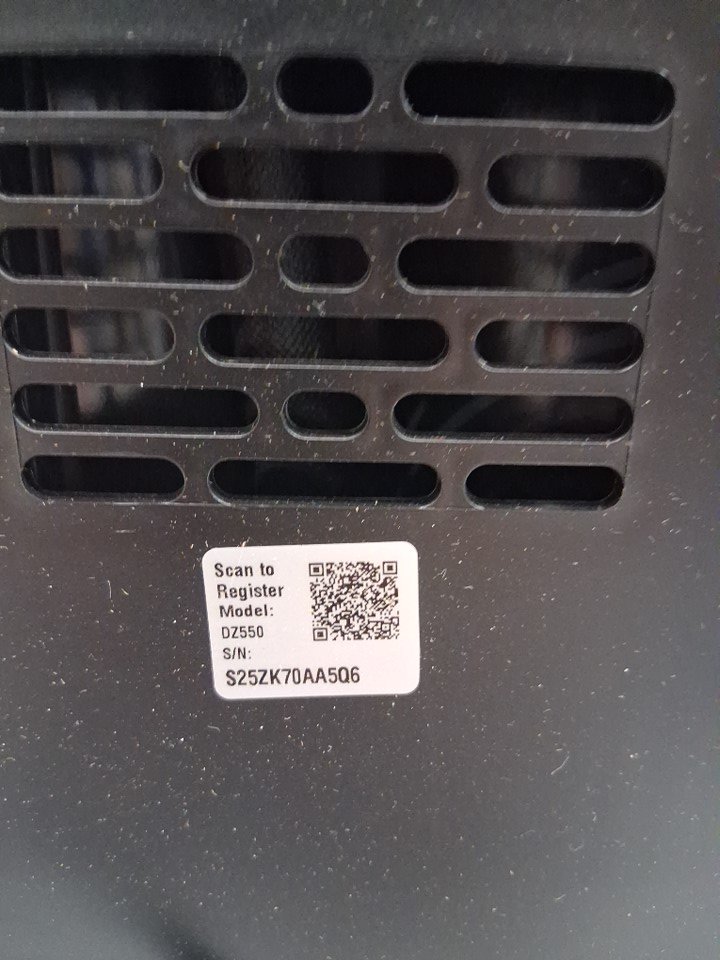 Scan to
Register
Model:
DZ550
S/N:
S25ZK70AA5Q6